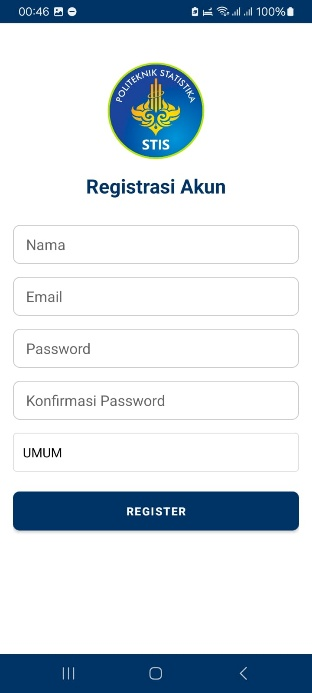 00:46
100%
POLITEKNIK STATISTIKA
STIS
Registrasi Akun
Nama
Email
Password
Konfirmasi Password
UMUM
REGISTER